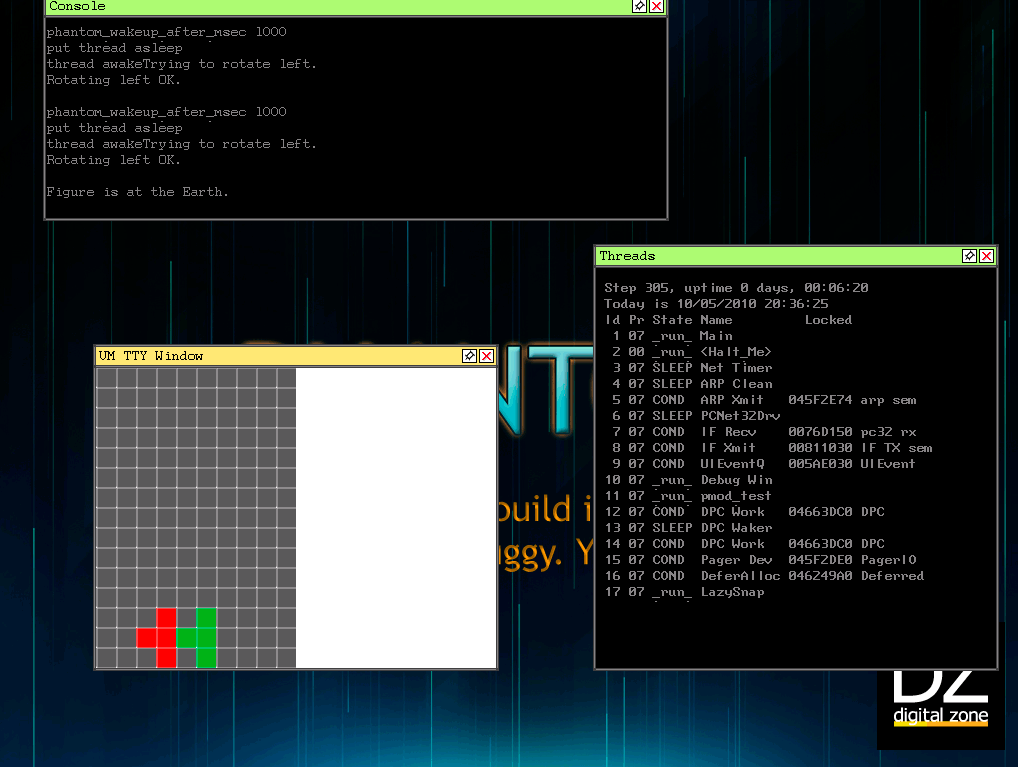 Console
phantom_wakeup_after_msec 1000
put thread asleep
thread awakeTrying to rotate left.
Rotating left OK.
phantom_wakeup_after_msec 1000
put thread asleep
thread awakeTrying to rotate left.
Rotating left OK.
Figure is at the Earth.
Threads
Step 305, uptime 0 days, 00:06:20
Today is 10/05/2010 20:36:25
Id Pr State Name Locked
1 07 _run_ Main
2 00 _run_ <Halt_Me>
3 07 SLEEP Net Timer
4 07 SLEEP ARP Clean
5 07 COND ARP Xmit 045F2E74 arp sem
6 07 SLEEP PCNet32Drv
7 07 COND IF Recv 0076D150 pc32 rx
8 07 COND IF Xmit 00811030 IF TX sem
9 07 COND UIEventQ 005AE030 UIEvent
10 07 _run_ Debug Win
11 07 _run_ pmod_test
12 07 COND DPC Work 04663DC0 DPC
13 07 SLEEP DPC Waker
14 07 COND DPC Work 04663DC0 DPC
15 07 COND Pager Dev 045F2DE0 PagerIO
16 07 COND DeferAlloc 046249A0 Deferred
17 07 _run_ LazySnap
UM TTY Window
DZ
digital zone